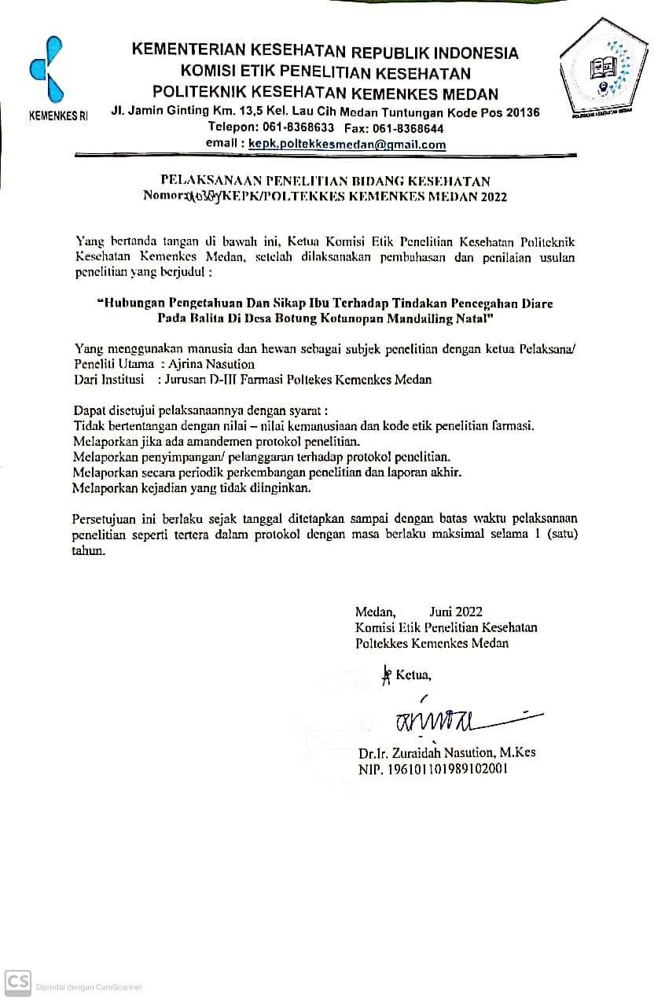 KEMENTERIAN KESEHATAN REPUBLIK INDONESIA
KOMISI ETIK PENELITIAN KESEHATAN
POLITEKNIK KESEHATAN KEMENKES MEDAN
KEMENKES RI
Jl. Jamin Ginting Km. 13,5 Kel. Lau Cih Medan Tuntungan Kode Pos 20136
POLITEKNIK KESEHATAN MEDAN
Telepon: 061-8368633 Fax: 061-8368644
email : kepk.poltekkesmedan@gmail.com
PELAKSANAAN PENELITIAN BIDANG KESEHATAN
Nomor: /KEPK/POLTEKKES KEMENKES MEDAN 2022
Yang bertanda tangan di bawah ini, Ketua Komisi Etik Penelitian Kesehatan Politeknik
Kesehatan Kemenkes Medan, setelah dilaksanakan pembahasan dan penilaian usulan
penelitian yang berjudul :
“Hubungan Pengetahuan Dan Sikap Ibu Terhadap Tindakan Pencegahan Diare
Pada Balita Di Desa Botung Kotanopan Mandailing Natal”
Yang menggunakan manusia dan hewan sebagai subjek penelitian dengan ketua Pelaksana/
Peneliti Utama : Ajrina Nasution
Dari Institusi : Jurusan D-III Farmasi Poltekes Kemenkes Medan
Dapat disetujui pelaksanaannya dengan syarat :
Tidak bertentangan dengan nilai – nilai kemanusiaan dan kode etik penelitian farmasi.
Melaporkan jika ada amandemen protokol penelitian.
Melaporkan penyimpangan/ pelanggaran terhadap protokol penelitian.
Melaporkan secara periodik perkembangan penelitian dan laporan akhir.
Melaporkan kejadian yang tidak diinginkan.
Persetujuan ini berlaku sejak tanggal ditetapkan sampai dengan batas waktu pelaksanaan
penelitian seperti tertera dalam protokol dengan masa berlaku maksimal selama 1 (satu)
tahun.
Medan, Juni 2022
Komisi Etik Penelitian Kesehatan
Poltekkes Kemenkes Medan
Ketua,
Dr.Ir. Zuraidah Nasution, M.Kes
NIP. 196101101989102001
CS Dipindai dengan CamScanner